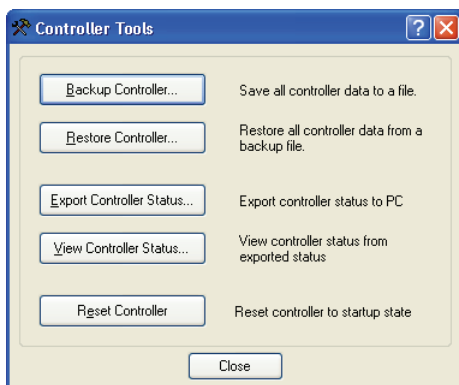 Controller Tools
Backup Controller...
Save all controller data to a file.
Restore Controller...
Restore all controller data from a
backup file.
Export Controller Status...
Export controller status to PC
View Controller Status...
View controller status from
exported status
Reset Controller
Reset controller to startup state
Close